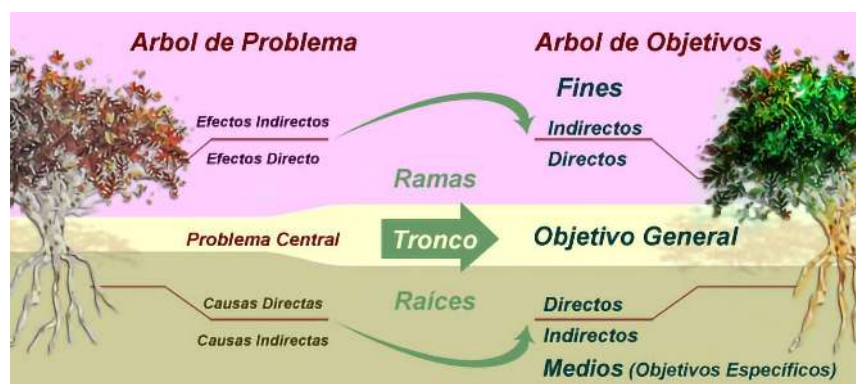 Arbol de Problema
Arbol de Objetivos
Fines
Efectos Indirectos
Efectos Directo
Indirectos
Directos
Ramas
Problema Central
Tronco
Objetivo General
Raíces
Causas Directas
Causas Indirectas
Directos
Indirectos
Medios (Objetivos Específicos)